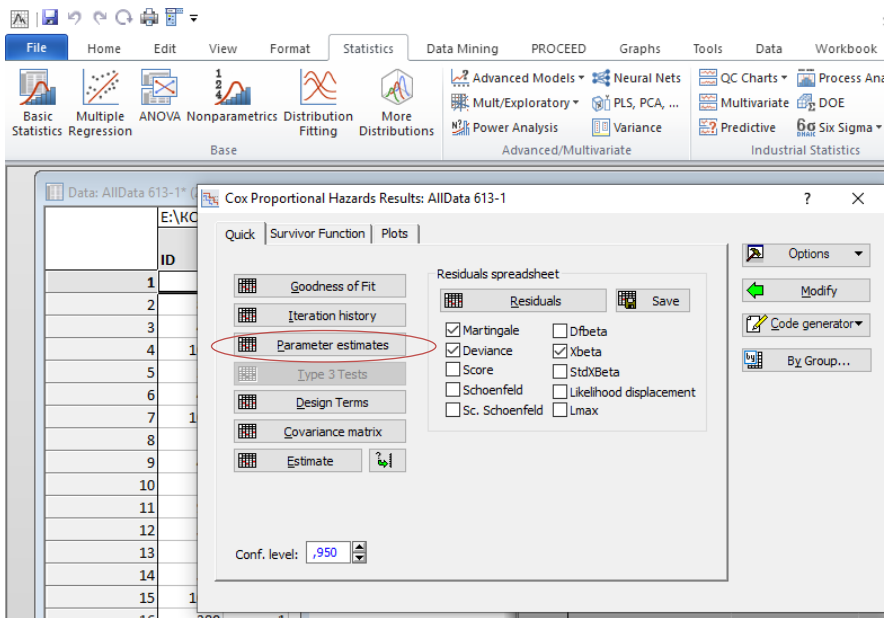 File Home Edit View Format Statistics Data Mining PROCEED Graphs Tools Data Workbook
Basic Statistics
Multiple Regression
ANOVA
Nonparametrics
Distribution Fitting
More Distributions
Base
Advanced Models
Mult/Exploratory
Power Analysis
Neural Nets
PLS, PCA, ...
Variance
Advanced/Multivariate
QC Charts
Multivariate
Predictive
Process Ana
DOE
6σ Six Sigma
DMAIC
Industrial Statistics
Data: AllData 613-1*
E:\KC
ID
1
2
3
4 1
5
6
7 1
8
9
10
11
12
13
14
15 1
Cox Proportional Hazards Results: AllData 613-1 ?
Quick Survivor Function Plots
Goodness of Fit
Iteration history
Parameter estimates
Type 3 Tests
Design Terms
Covariance matrix
Estimate
Conf. level: ,950
Residuals spreadsheet
Residuals Save
Martingale Dfbeta
Deviance Xbeta
Score StdXBeta
Schoenfeld Likelihood displacement
Sc. Schoenfeld Lmax
Options
Modify
Code generator
By Group...